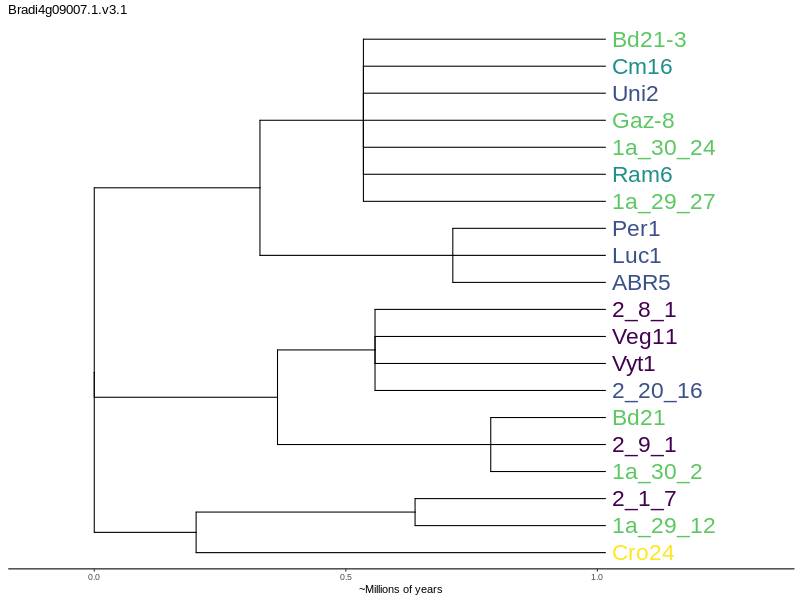 Bradi4g09007.1.v3.1
Bd21-3
Cm16
Uni2
Gaz-8
1a_30_24
Ram6
1a_29_27
Per1
Luc1
ABR5
2_8_1
Veg11
Vyt1
2_20_16
Bd21
2_9_1
1a_30_2
2_1_7
1a_29_12
Cro24
0.0 0.5 1.0
~Millions of years